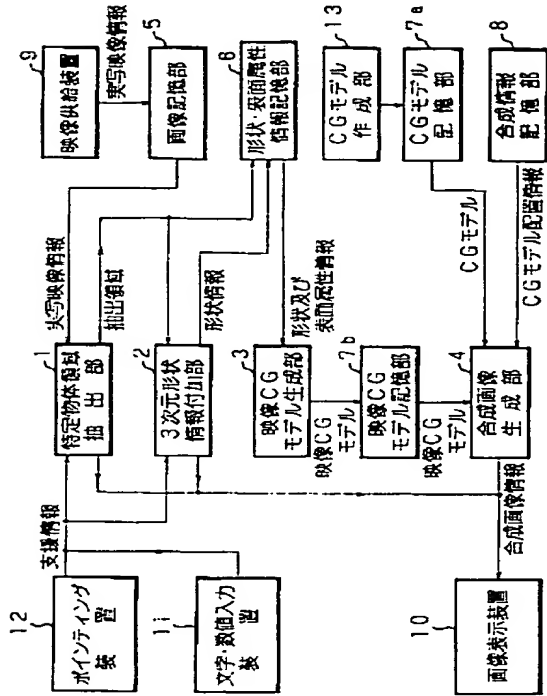 12
ポインティング
装置
11
文字・数値入力
装置
10
画像表示装置
支援情報
1
特定物体領域
抽出部
2
3次元形状
情報付加部
3
映像CG
モデル生成部
映像CG
モデル
7b
映像CG
モデル記憶部
映像CG
モデル
4
合成画像
生成部
合成画像情報
実写映像情報
抽出領域
形状情報
形状及び
表面属性情報
CGモデル
CGモデル配置情報
9
映像供給装置
実写映像情報
5
画像記憶部
6
形状・表面属性
情報記憶部
13
CGモデル
作成部
7a
CGモデル
記憶部
8
合成情報
記憶部